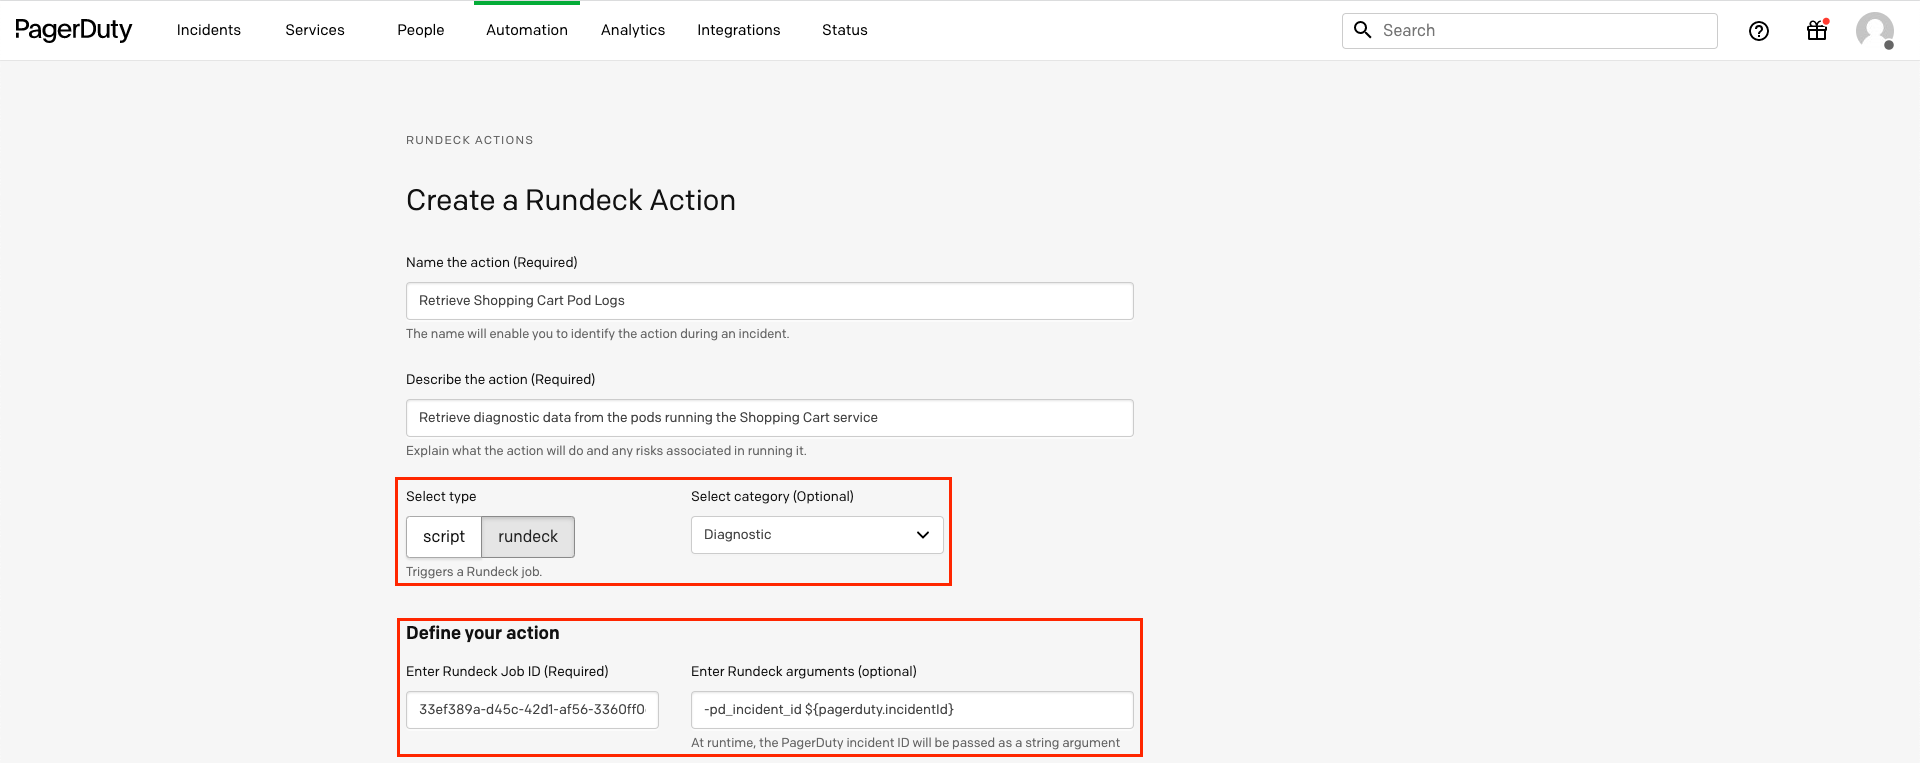 PagerDuty Incidents Services People Automation Analytics Integrations Status Search
RUNDECK ACTIONS
Create a Rundeck Action
Name the action (Required)
Retrieve Shopping Cart Pod Logs
The name will enable you to identify the action during an incident.
Describe the action (Required)
Retrieve diagnostic data from the pods running the Shopping Cart service
Explain what the action will do and any risks associated in running it.
Select type Select category (Optional)
script rundeck Diagnostic
Triggers a Rundeck job.
Define your action
Enter Rundeck Job ID (Required) Enter Rundeck arguments (optional)
33ef389a-d45c-42d1-af56-3360ff0 -pd_incident_id ${pagerduty.incidentId}
At runtime, the PagerDuty incident ID will be passed as a string argument